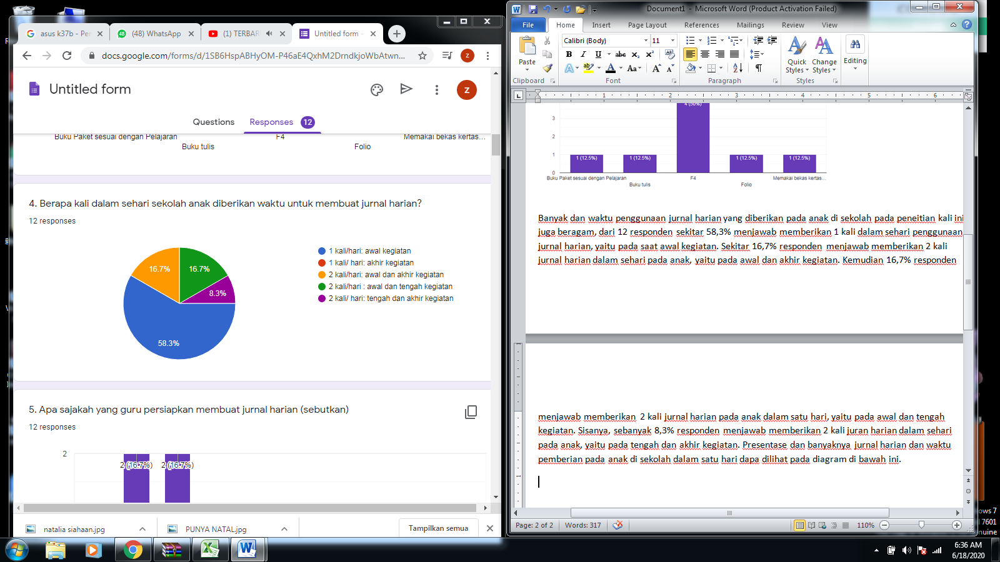 asus k37b - Per
(48) WhatsApp
(1) TERBAR
Untitled form -
docs.google.com/forms/d/1SB6HspABHyOM-P46aE4QxhM2DrndkjoWbAtwn...
Z
Untitled form
Z
Questions
Responses 12
Buku Paket sesuai dengan Pelajaran
F4
Memakai bekas kertas...
Buku tulis
Folio
4. Berapa kali dalam sehari sekolah anak diberikan waktu untuk membuat jurnal harian?
12 responses
1 kali/hari: awal kegiatan
1 kali/ hari: akhir kegiatan
2 kali/hari: awal dan akhir kegiatan
2 kali/hari : awal dan tengah kegiatan
2 kali/ hari: tengah dan akhir kegiatan
16.7%
16.7%
8.3%
58.3%
5. Apa sajakah yang guru persiapkan membuat jurnal harian (sebutkan)
12 responses
2
2 (16.7%)
2 (16.7%)
natalia siahaan.jpg
PUNYA NATAL.jpg
Tampilkan semua
Document1 - Microsoft Word (Product Activation Failed)
File
Home
Insert
Page Layout
References
Mailings
Review
View
Paste
Calibri (Body)
11
Quick Styles
Change Styles
Editing
Clipboard
Font
Paragraph
Styles
1 2 3 4 5 6
3
2
1
0
4 (50%)
1 (12.5%)
1 (12.5%)
1 (12.5%)
1 (12.5%)
Buku Paket sesuai dengan Pelajaran
F4
Memakai bekas kertas...
Buku tulis
Folio
Banyak dan waktu penggunaan jurnal harian yang diberikan pada anak di sekolah pada peneitian kali ini
juga beragam, dari 12 responden sekitar 58,3% menjawab memberikan 1 kali dalam sehari penggunaan
jurnal harian, yaitu pada saat awal kegiatan. Sekitar 16,7% responden menjawab memberikan 2 kali
jurnal harian dalam sehari pada anak, yaitu pada awal dan akhir kegiatan. Kemudian 16,7% responden
menjawab memberikan 2 kali jurnal harian pada anak dalam satu hari, yaitu pada awal dan tengah
kegiatan. Sisanya, sebanyak 8,3% responden menjawab memberikan 2 kali juran harian dalam sehari
pada anak, yaitu pada tengah dan akhir kegiatan. Presentase dan banyaknya jurnal harian dan waktu
pemberian pada anak di sekolah dalam satu hari dapa dilihat pada diagram di bawah ini.
Page: 2 of 2
Words: 317
110%
ows 7
7601
nuine
6:36 AM
6/18/2020